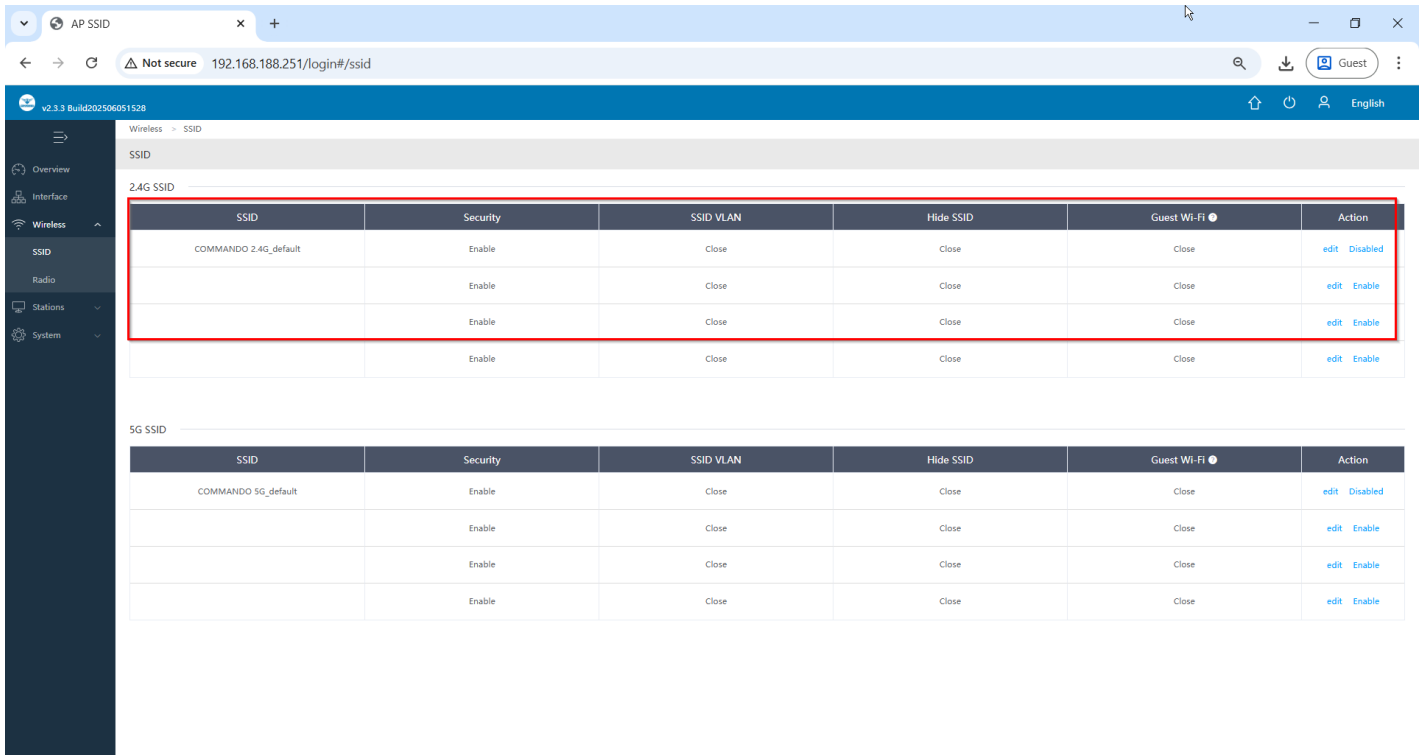 AP SSID
Not secure 192.168.188.251/login#/ssid Guest
v2.3.3 Build202506051528 English
Wireless > SSID
SSID
Overview
Interface
Wireless
SSID
Radio
Stations
System
2.4G SSID
SSID Security SSID VLAN Hide SSID Guest Wi-Fi ? Action
COMMANDO 2.4G_default Enable Close Close Close edit Disabled
Enable Close Close Close edit Enable
Enable Close Close Close edit Enable
Enable Close Close Close edit Enable
5G SSID
SSID Security SSID VLAN Hide SSID Guest Wi-Fi ? Action
COMMANDO 5G_default Enable Close Close Close edit Disabled
Enable Close Close Close edit Enable
Enable Close Close Close edit Enable
Enable Close Close Close edit Enable